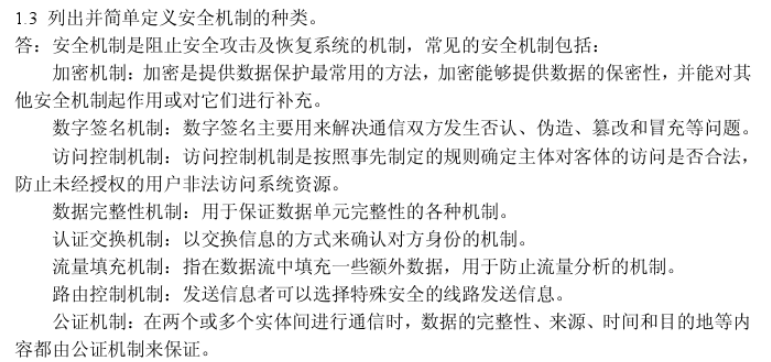 1.3 列出并简单定义安全机制的种类。
答：安全机制是阻止安全攻击及恢复系统的机制，常见的安全机制包括：
加密机制：加密是提供数据保护最常用的方法，加密能够提供数据的保密性，并能对其
他安全机制起作用或对它们进行补充。
数字签名机制：数字签名主要用来解决通信双方发生否认、伪造、篡改和冒充等问题。
访问控制机制：访问控制机制是按照事先制定的规则确定主体对客体的访问是否合法，
防止未经授权的用户非法访问系统资源。
数据完整性机制：用于保证数据单元完整性的各种机制。
认证交换机制：以交换信息的方式来确认对方身份的机制。
流量填充机制：指在数据流中填充一些额外数据，用于防止流量分析的机制。
路由控制机制：发送信息者可以选择特殊安全的线路发送信息。
公证机制：在两个或多个实体间进行通信时，数据的完整性、来源、时间和目的地等内
容都由公证机制来保证。